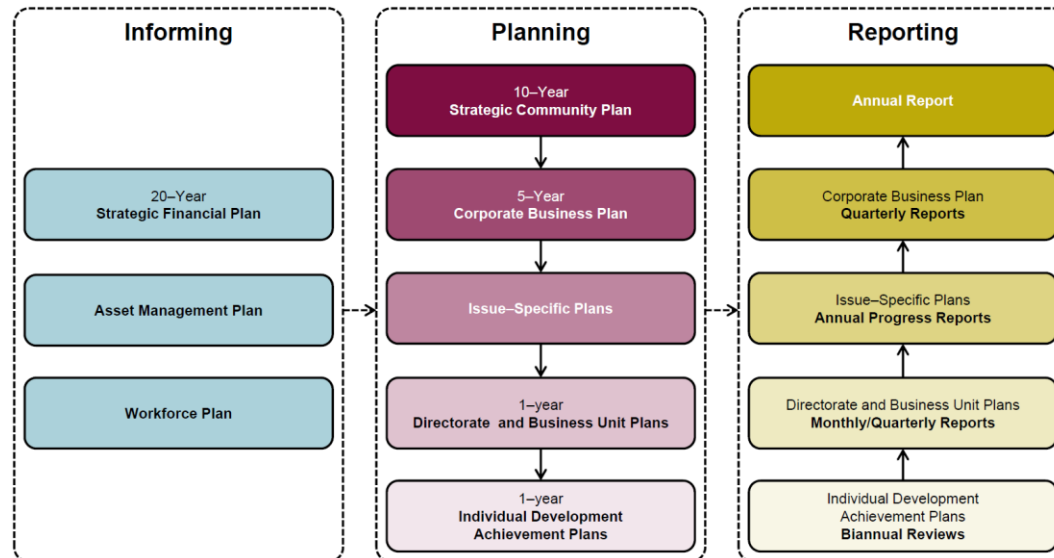 Informing
20–Year
Strategic Financial Plan
Asset Management Plan
Workforce Plan
Planning
10–Year
Strategic Community Plan
5–Year
Corporate Business Plan
Issue–Specific Plans
1–year
Directorate and Business Unit Plans
1–year
Individual Development
Achievement Plans
Reporting
Annual Report
Corporate Business Plan
Quarterly Reports
Issue–Specific Plans
Annual Progress Reports
Directorate and Business Unit Plans
Monthly/Quarterly Reports
Individual Development
Achievement Plans
Biannual Reviews